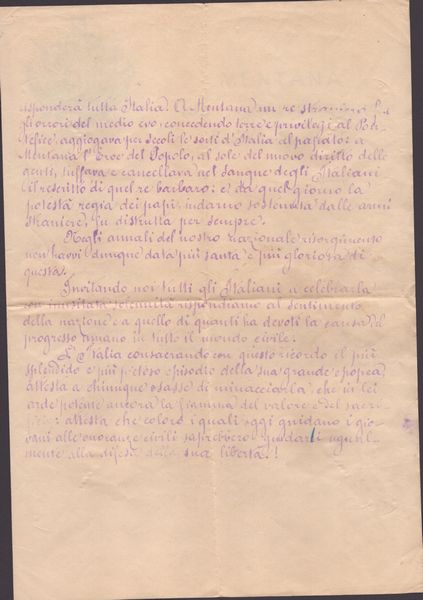 risponderà tutta Italia. A Mentana un re straniero
gli orrori del medio evo, concedendo terre e privilegi al Pon-
tefice, aggiogava per secoli le sorti d'Italia al papato: a
Mentana l'Eroe del Popolo, al sole del nuovo diritto delle
genti, tuffava e cancellava nel sangue degli Italiani
il rescritto di quel re barbaro: e da quel giorno la
potestà regia dei papi, indarno sostenuta dalle armi
straniere, fu distrutta per sempre.
Negli annali del nostro nazionale risorgimento
non havvi dunque data più santa e più gloriosa di
questa.
Invitando noi tutti gli Italiani a celebrarla
con inusitata solennità rispondiamo al sentimento
della nazione e a quello di quanti ha devoti la causa del
progresso umano in tutto il mondo civile.
L'Italia consacrando con questo ricordo il più
splendido e più pietoso episodio della sua grande epopea
attesta a chiunque osasse di minacciarla, che in lei
arde potente ancora la fiamma del valore e del sacri-
ficio: attesta che coloro i quali oggi guidano i gio-
vani alle onoranze civili saprebbero guidarli ugual-
mente alla difesa della sua libertà!